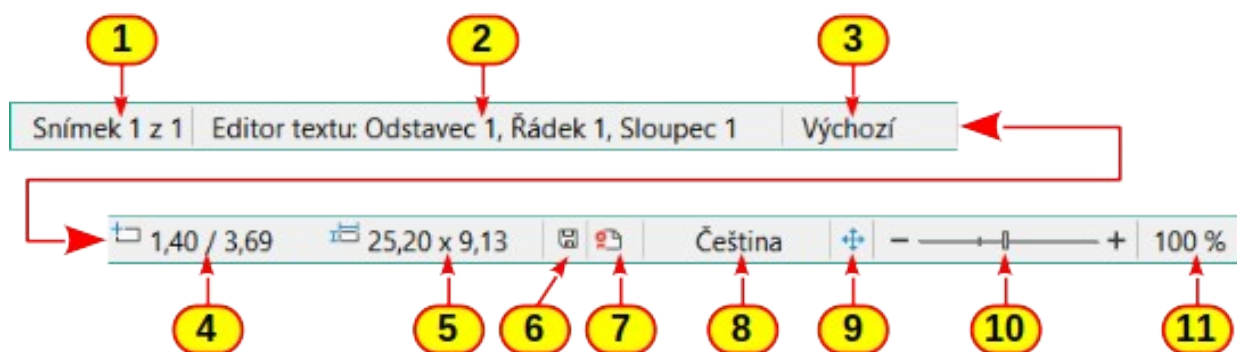 1 2 3
Snímek 1 z 1 Editor textu: Odstavec 1, Řádek 1, Sloupec 1 Výchozí
1,40 / 3,69 25,20 x 9,13 Čeština − + 100 %
4 5 6 7 8 9 10 11